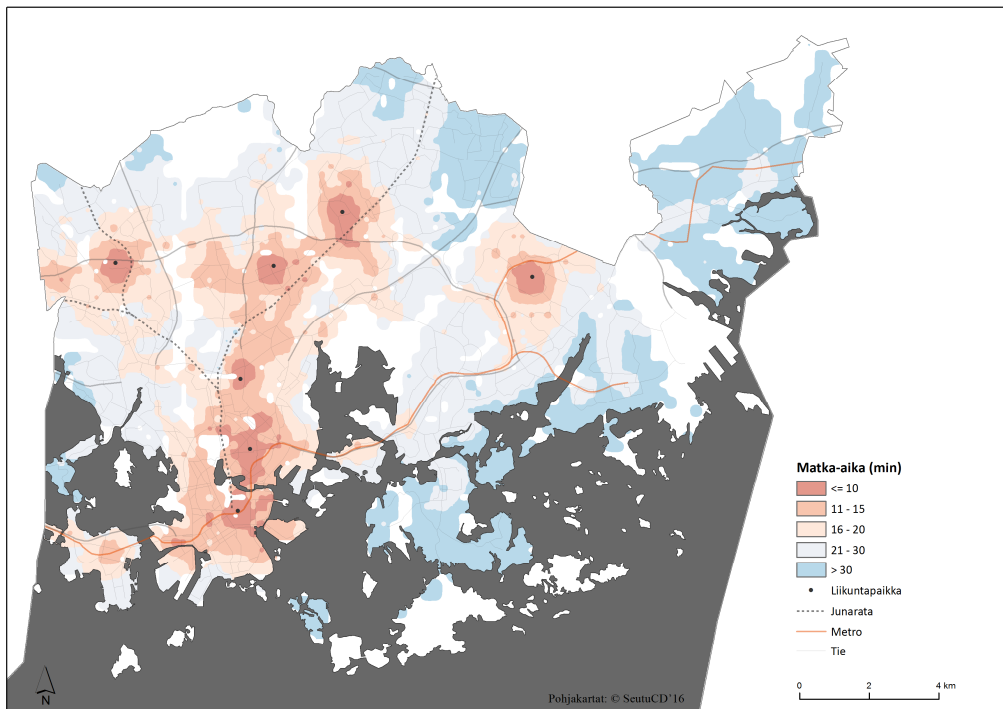 Matka-aika (min)
<= 10
11 - 15
16 - 20
21 - 30
> 30
Liikuntapaikka
Junarata
Metro
Tie
N
Pohjakartat: © SeutuCD'16
0 2 4 km